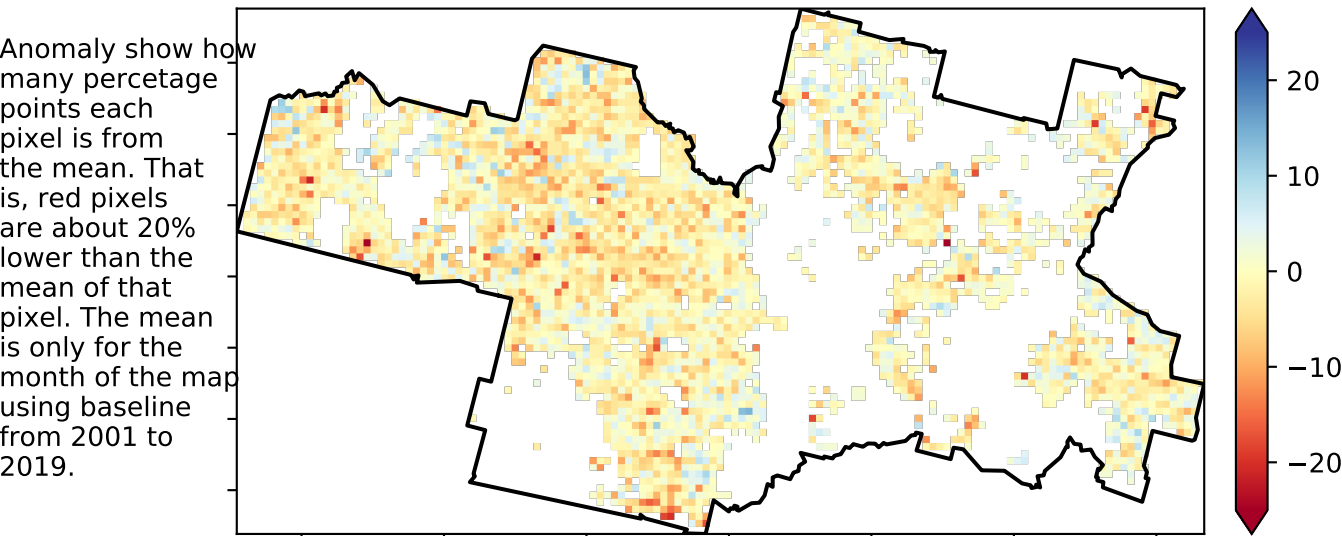 Anomaly show how
many percetage
points each
pixel is from
the mean. That
is, red pixels
are about 20%
lower than the
mean of that
pixel. The mean
is only for the
month of the map
using baseline
from 2001 to
2019.
20
10
0
−10
−20